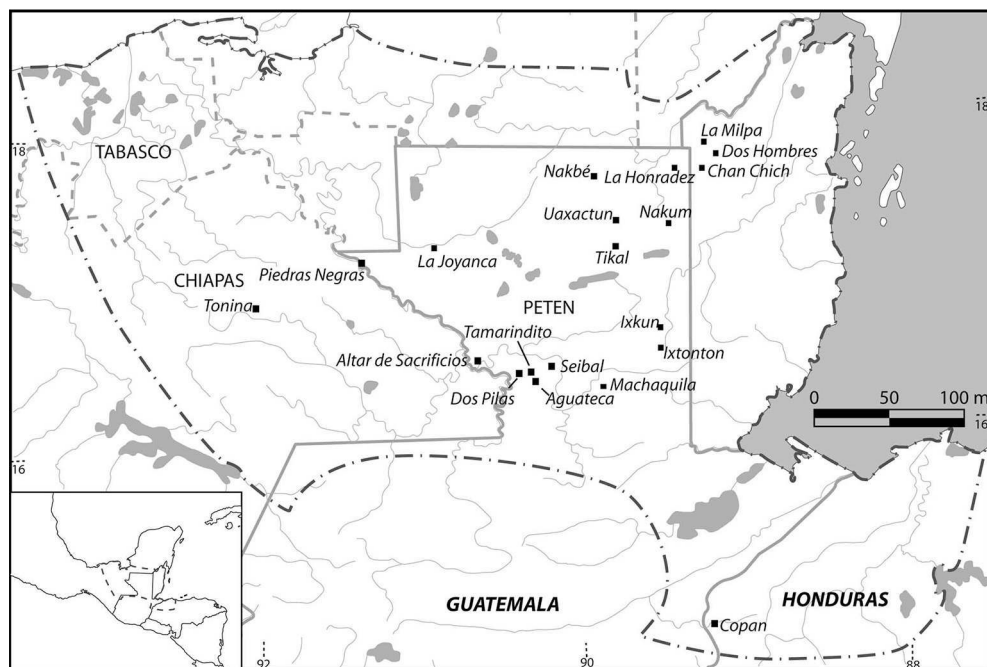 18
La Milpa
Dos Hombres
18
TABASCO
Nakbé
La Honradez
Chan Chich
Uaxactun
Nakum
Tikal
La Joyanca
Piedras Negras
CHIAPAS
Tonina
PETEN
Tamarindito
Ixkun
Ixtonton
Altar de Sacrificios
Seibal
Dos Pilas
Aguateca
Machaquila
0 50 100 m
16
16
GUATEMALA
HONDURAS
Copan
92
90
88